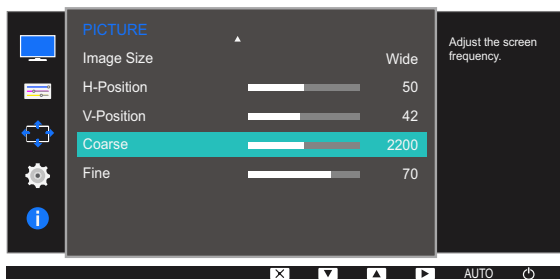 PICTURE
Image Size Wide
H-Position 50
V-Position 42
Coarse 2200
Fine 70
Adjust the screen
frequency.
AUTO